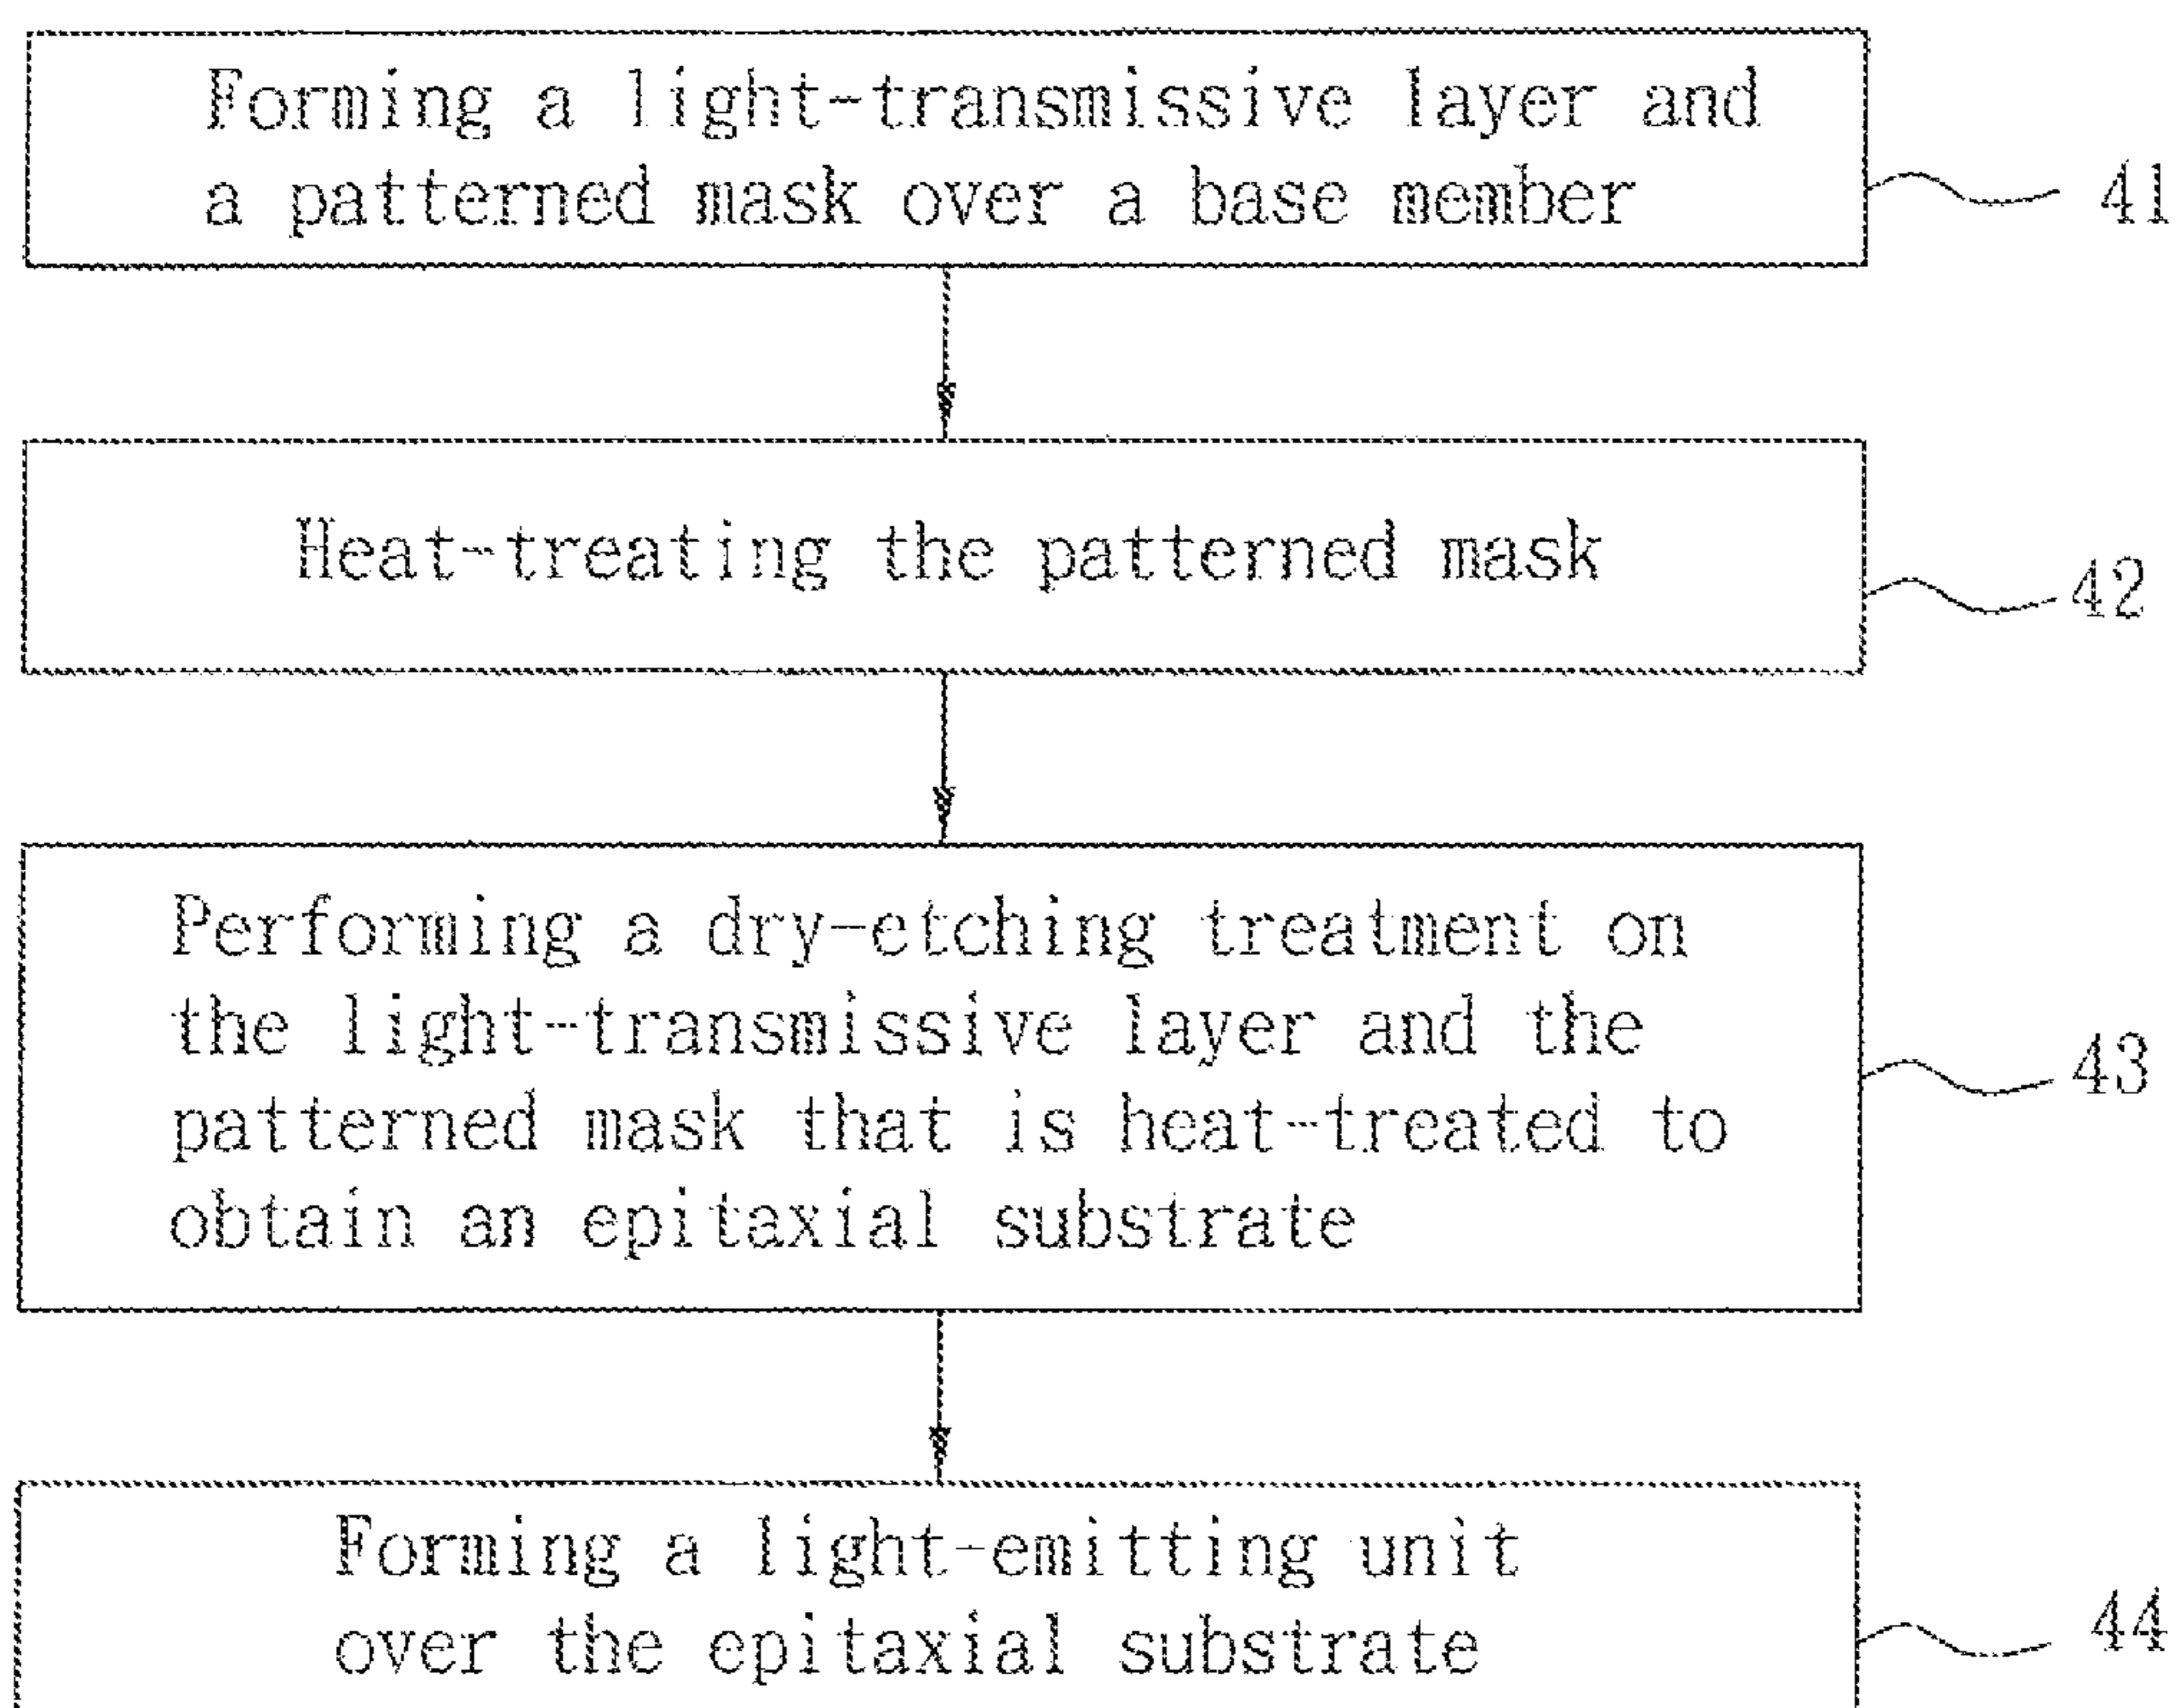 Forming a light-transmissive layer and
a patterned mask over a base member
41
Heat-treating the patterned mask
42
Performing a dry-etching treatment on
the light-transmissive layer and the
patterned mask that is heat-treated to
obtain an epitaxial substrate
43
Forming a light-emitting unit
over the epitaxial substrate
44